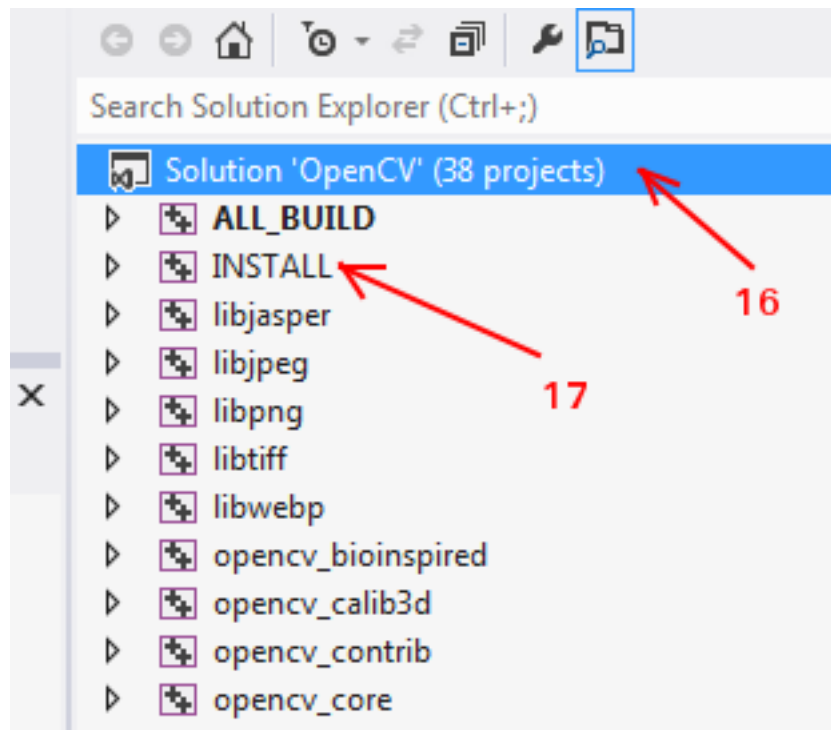 Search Solution Explorer (Ctrl+;)
Solution 'OpenCV' (38 projects)
ALL_BUILD
INSTALL
16
libjasper
libjpeg
17
libpng
libtiff
libwebp
opencv_bioinspired
opencv_calib3d
opencv_contrib
opencv_core